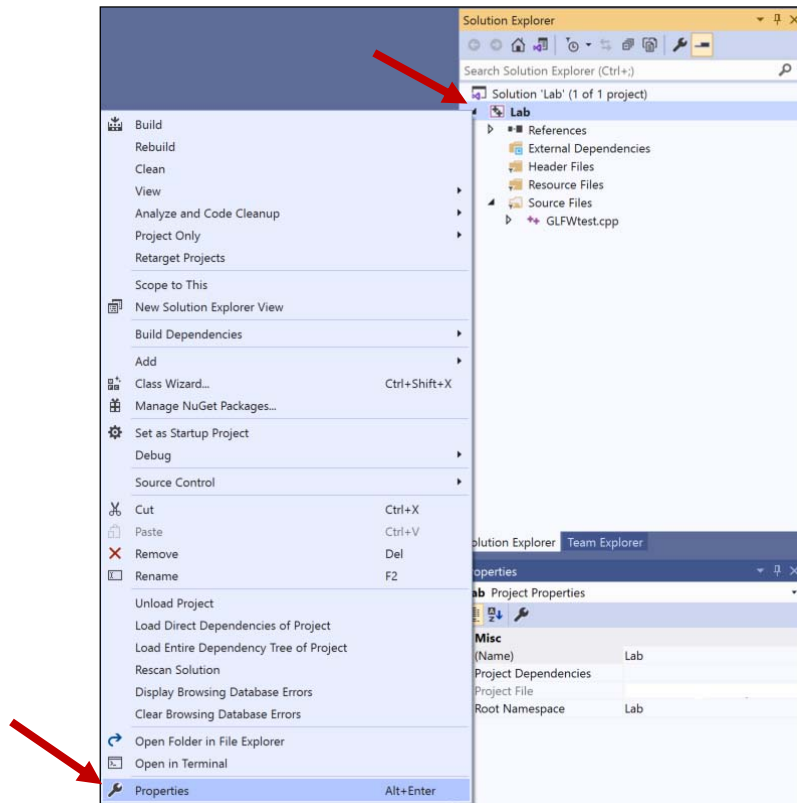 Solution Explorer
Search Solution Explorer (Ctrl+;)
Solution 'Lab' (1 of 1 project)
Lab
References
External Dependencies
Header Files
Resource Files
Source Files
GLFWtest.cpp
Build
Rebuild
Clean
View
Analyze and Code Cleanup
Project Only
Retarget Projects
Scope to This
New Solution Explorer View
Build Dependencies
Add
Class Wizard... Ctrl+Shift+X
Manage NuGet Packages...
Set as Startup Project
Debug
Source Control
Cut Ctrl+X
Paste Ctrl+V
Remove Del
Rename F2
Unload Project
Load Direct Dependencies of Project
Load Entire Dependency Tree of Project
Rescan Solution
Display Browsing Database Errors
Clear Browsing Database Errors
Open Folder in File Explorer
Open in Terminal
Properties Alt+Enter
olution Explorer Team Explorer
operties
ab Project Properties
Misc
(Name) Lab
Project Dependencies
Project File
Root Namespace Lab